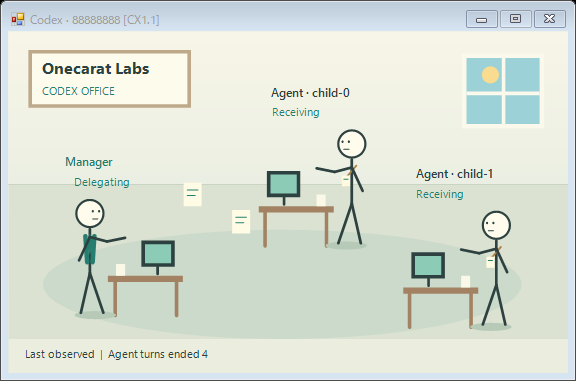 Codex · 88888888 [CX1.1]
Onecarat Labs
CODEX OFFICE
Agent · child-0
Receiving
Manager
Delegating
Agent · child-1
Receiving
Last observed | Agent turns ended 4